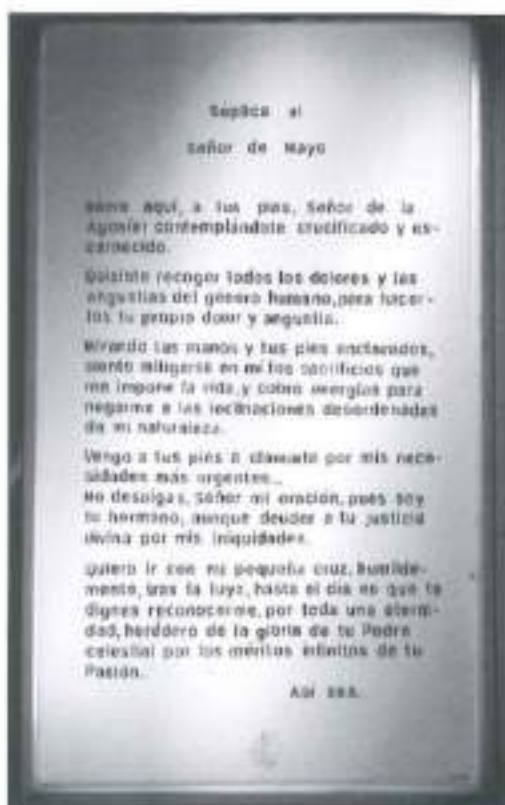 Súplica al
Señor de Mayo
aquí, a tus pies, Señor de la
Agonía! contemplándote crucificado y es-
carnecido.
Quisiste recoger todos los dolores y las
angustias del género humano, para hacer-
los tu propio dolor y angustia.
Mirando tus manos y tus pies enclavados,
siento mitigarse en mí los sacrificios que
me impone la vida, y cobro energías para
negarme a las inclinaciones desordenadas
de mi naturaleza.
Vengo a tus pies a clamarte por mis nece-
sidades más urgentes...
No desoigas, Señor mi oración, pues soy
tu hermano, aunque deudor a tu justicia
divina por mis iniquidades.
Quiero ir con mi pequeña cruz, humilde-
mente, tras la tuya, hasta el día en que te
dignes reconocerme, por toda una eterni-
dad, heredero de la gloria de tu Padre
celestial por los méritos infinitos de tu
Pasión.